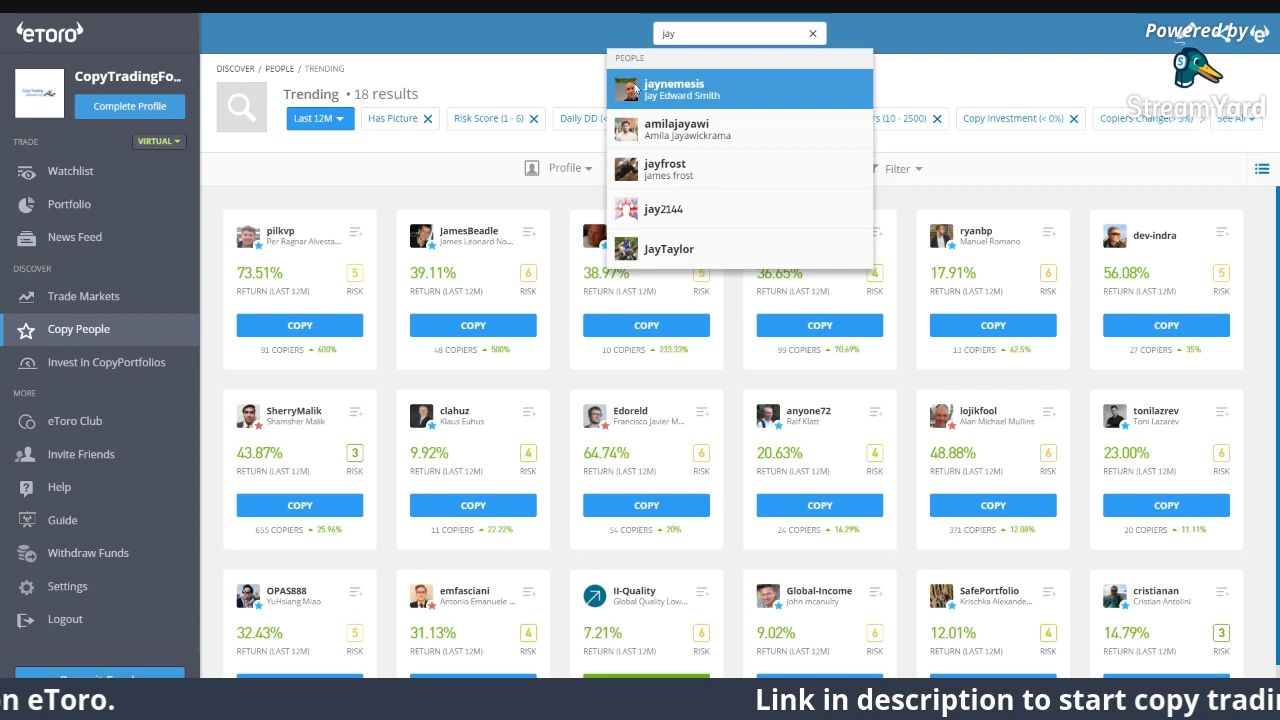 eToro
jay
Powered by
StreamYard
CopyTradingFo...
Complete Profile
TRADE
VIRTUAL
Watchlist
Portfolio
News Feed
DISCOVER
Trade Markets
Copy People
Invest in CopyPortfolios
MORE
eToro Club
Invite Friends
Help
Guide
Withdraw Funds
Settings
Logout
DISCOVER / PEOPLE / TRENDING
Trending • 18 results
Last 12M
Has Picture
Risk Score (1 - 6)
Copy Investment (< 0%)
See All
Profile
Filter
PEOPLE
jaynemesis
Jay Edward Smith
amilajayawi
Amila Jayawickrama
jayfrost
james frost
jay2144
JayTaylor
pilkvp
Per Ragnar Alvesta...
73.51% 5
RETURN (LAST 12M) RISK
COPY
91 COPIERS 600%
JamesBeadle
James Leonard No...
39.11% 6
RETURN (LAST 12M) RISK
COPY
48 COPIERS 500%
38.97% 5
RETURN (LAST 12M) RISK
COPY
10 COPIERS 233.33%
36.65% 4
RETURN (LAST 12M) RISK
COPY
99 COPIERS 70.69%
ryanbp
Manuel Romano
17.91% 6
RETURN (LAST 12M) RISK
COPY
13 COPIERS 62.5%
dev-indra
56.08% 5
RETURN (LAST 12M) RISK
COPY
27 COPIERS 35%
SherryMalik
Shamsher Malik
43.87% 3
RETURN (LAST 12M) RISK
COPY
655 COPIERS 25.96%
clahuz
Klaus Euhus
9.92% 4
RETURN (LAST 12M) RISK
COPY
11 COPIERS 22.22%
Edoreld
Francisco Javier M...
64.74% 6
RETURN (LAST 12M) RISK
COPY
54 COPIERS 20%
anyone72
Ralf Klatt
20.63% 4
RETURN (LAST 12M) RISK
COPY
24 COPIERS 14.29%
lojikfool
Alan Michael Mullins
48.88% 6
RETURN (LAST 12M) RISK
COPY
371 COPIERS 12.08%
tonilazrev
Toni Lazarev
23.00% 6
RETURN (LAST 12M) RISK
COPY
20 COPIERS 11.11%
OPAS888
YuHsiang Miao
32.43% 5
RETURN (LAST 12M) RISK
emfasciani
Antonio Emanuele ...
31.13% 4
RETURN (LAST 12M) RISK
II-Quality
Global Quality Low...
7.21% 6
RETURN (LAST 12M) RISK
Global-Income
john mcanulty
9.02% 6
RETURN (LAST 12M) RISK
SafePortfolio
Krischka Alexande...
12.01% 4
RETURN (LAST 12M) RISK
cristianan
Cristian Antolini
14.79% 3
RETURN (LAST 12M) RISK
on eToro.
Link in description to start copy tradin